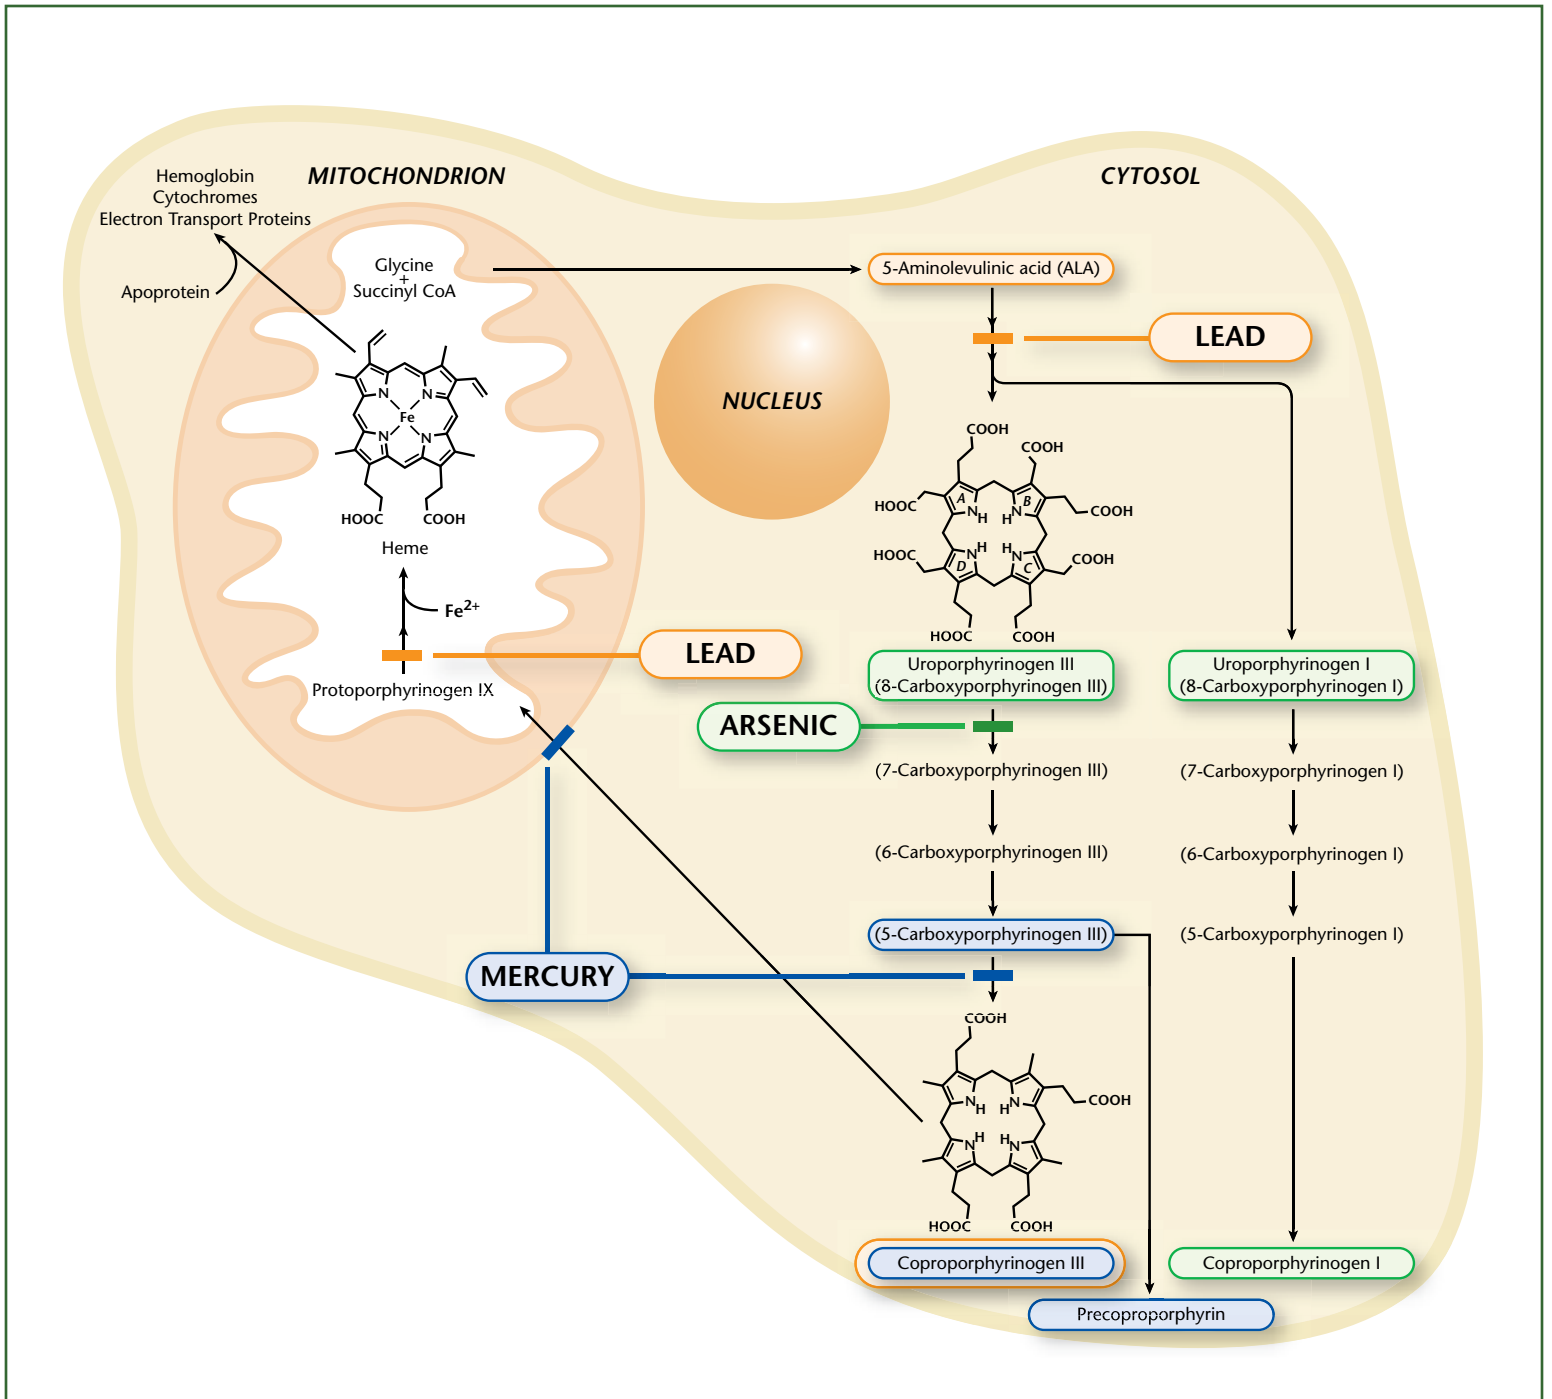 MITOCHONDRION
CYTOSOL
Hemoglobin
Cytochromes
Electron Transport Proteins
Apoprotein
Glycine
+
Succinyl CoA
N
N
Fe
N
N
HOOC
COOH
Heme
Fe2+
Protoporphyrinogen IX
LEAD
NUCLEUS
5-Aminolevulinic acid (ALA)
LEAD
COOH
COOH
HOOC
A
B
COOH
N
H
H
N
HOOC
N
H
H
N
COOH
D
C
HOOC
COOH
Uroporphyrinogen III
(8-Carboxyporphyrinogen III)
Uroporphyrinogen I
(8-Carboxyporphyrinogen I)
ARSENIC
(7-Carboxyporphyrinogen III)
(7-Carboxyporphyrinogen I)
(6-Carboxyporphyrinogen III)
(6-Carboxyporphyrinogen I)
(5-Carboxyporphyrinogen III)
(5-Carboxyporphyrinogen I)
MERCURY
COOH
COOH
N
H
H
N
N
H
H
N
HOOC
COOH
Coproporphyrinogen III
Coproporphyrinogen I
Precoproporphyrin